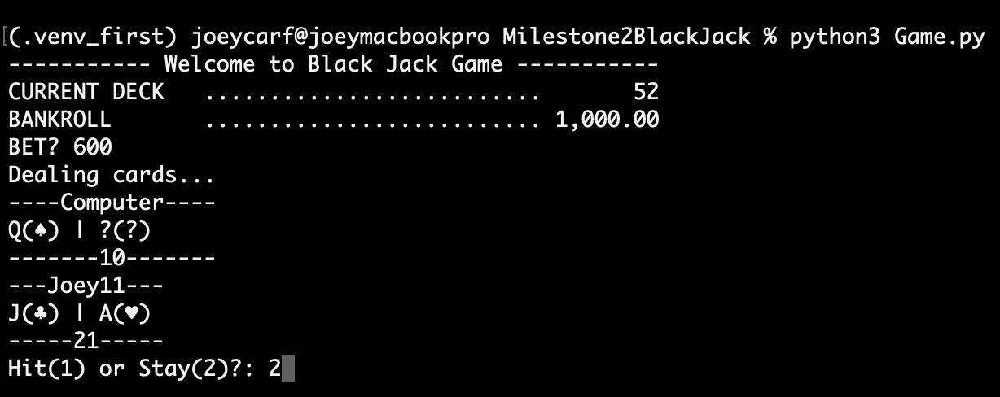 (.venv_first) joeycarf@joeymacbookpro Milestone2BlackJack % python3 Game.py
----------- Welcome to Black Jack Game -----------
CURRENT DECK   ..........................       52
BANKROLL       .......................... 1,000.00
BET? 600
Dealing cards...
----Computer----
Q(♠) | ?(?)
-------10-------
---Joey11---
J(♣) | A(♥)
-----21-----
Hit(1) or Stay(2)?: 2